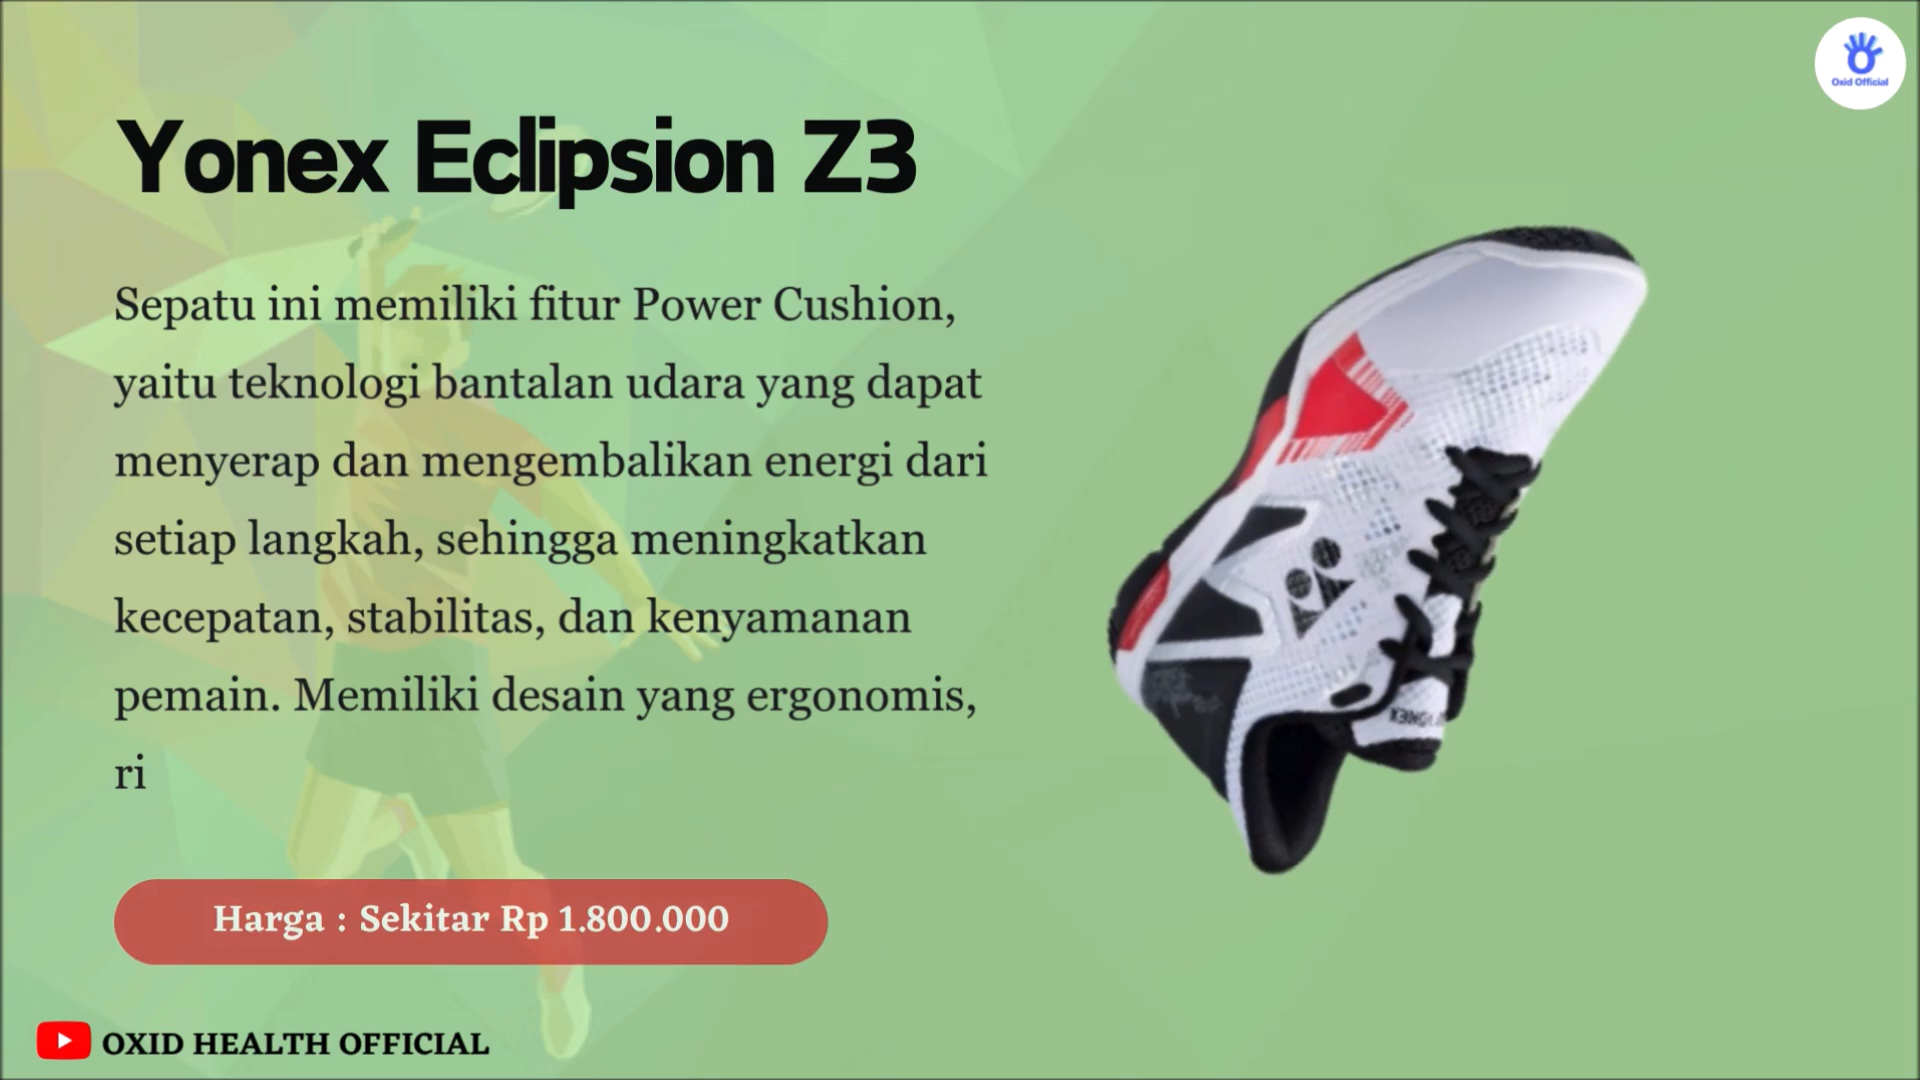 Oxid Official
Yonex Eclipsion Z3
Sepatu ini memiliki fitur Power Cushion,
yaitu teknologi bantalan udara yang dapat
menyerap dan mengembalikan energi dari
setiap langkah, sehingga meningkatkan
kecepatan, stabilitas, dan kenyamanan
pemain. Memiliki desain yang ergonomis,
ri
Harga : Sekitar Rp 1.800.000
OXID HEALTH OFFICIAL